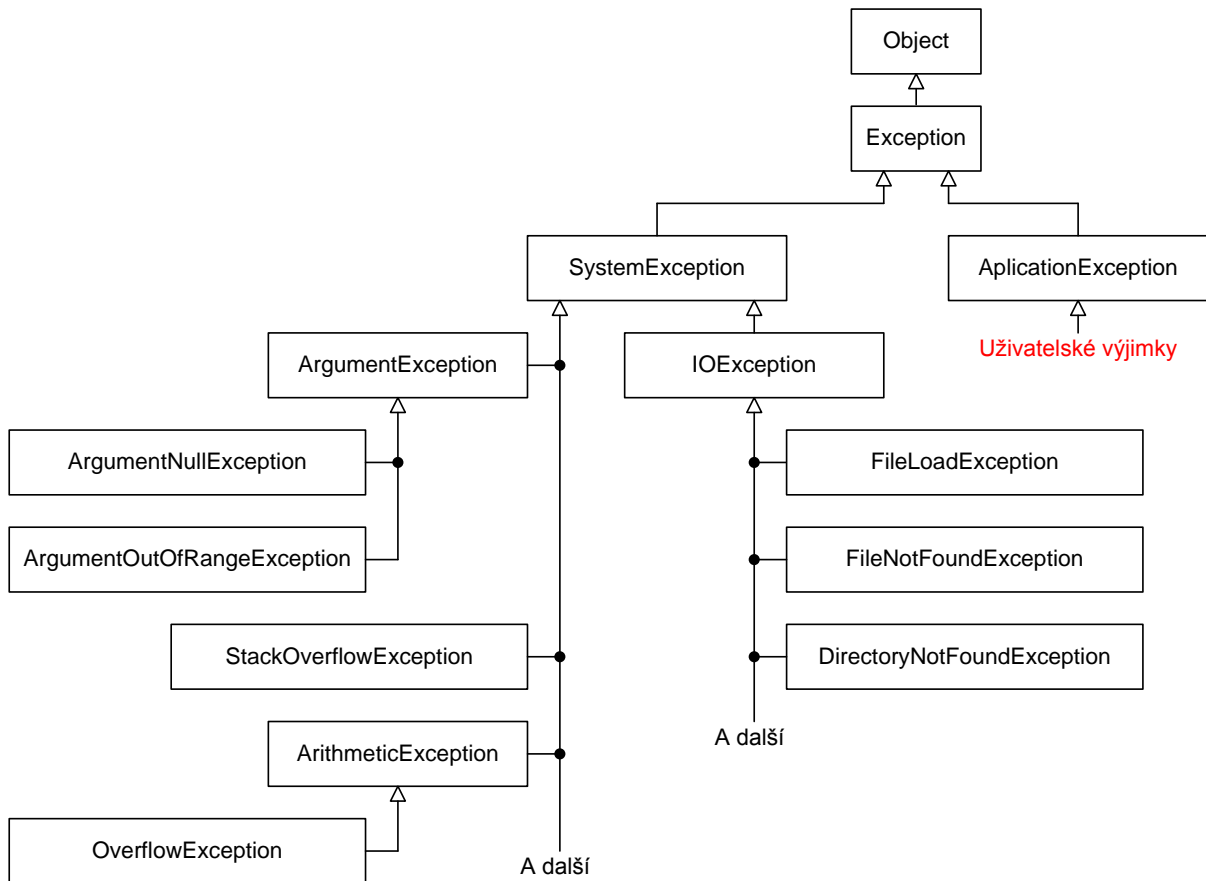 Object
Exception
SystemException
AplicationException
Uživatelské výjimky
ArgumentException
IOException
ArgumentNullException
FileLoadException
ArgumentOutOfRangeException
FileNotFoundException
StackOverflowException
DirectoryNotFoundException
A další
ArithmeticException
OverflowException
A další